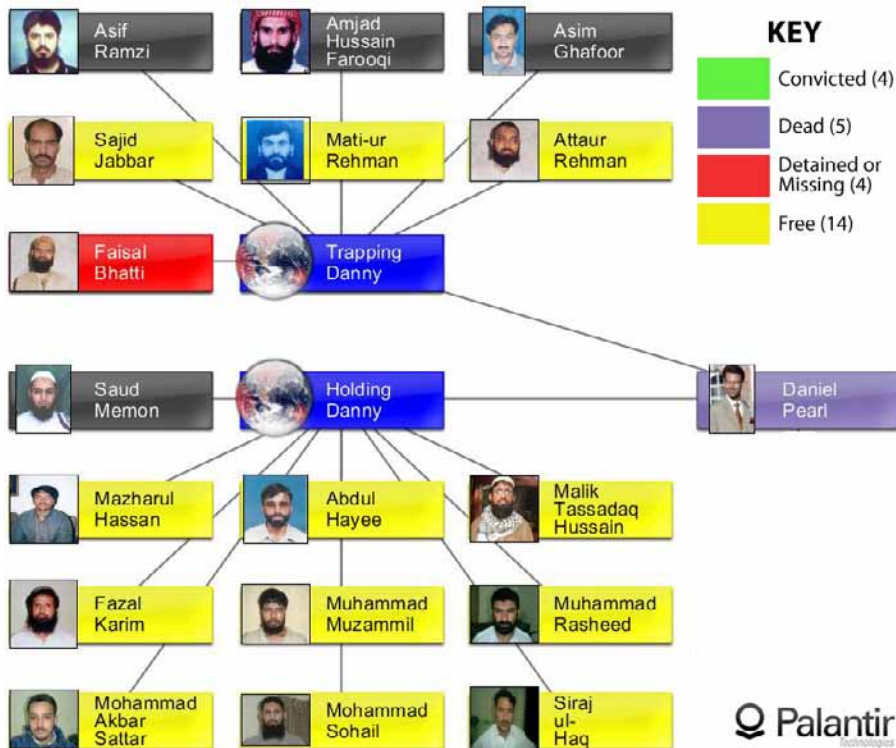 Asif
Ramzi
Amjad
Hussain
Farooqi
Asim
Ghafoor
KEY
Convicted (4)
Dead (5)
Detained or
Missing (4)
Free (14)
Sajid
Jabbar
Mati-ur
Rehman
Attaur
Rehman
Faisal
Bhatti
Trapping
Danny
Saud
Memon
Holding
Danny
Daniel
Pearl
Mazharul
Hassan
Abdul
Hayee
Malik
Tassadaq
Hussain
Fazal
Karim
Muhammad
Muzammil
Muhammad
Rasheed
Mohammad
Akbar
Sattar
Mohammad
Sohail
Siraj
ul-
Haq
Palantir
Technologies